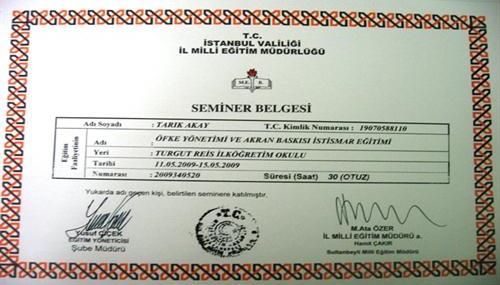 T.C.
İSTANBUL VALİLİĞİ
İL MİLLİ EĞİTİM MÜDÜRLÜĞÜ
M.E. B.
SEMİNER BELGESİ
Adı Soyadı : TARIK AKAY T.C. Kimlik Numarası : 19070588110
Eğitim Faaliyetinin
Adı : ÖFKE YÖNETİMİ VE AKRAN BASKISI İSTİSMAR EĞİTİMİ
Yeri : TURGUT REİS İLKÖĞRETİM OKULU
Tarihi : 11.05.2009-15.05.2009
Numarası : 2009340520 Süresi (Saat) 30 (OTUZ)
Yukarda adı geçen kişi, belirtilen seminere katılmıştır.
Yusuf ÇİÇEK
EĞİTİM YÖNETİCİSİ
Şube Müdürü
T.C.
M.Ata ÖZER
İL MİLLİ EĞİTİM MÜDÜRÜ a.
Hamit ÇAKIR
Sultanbeyli Milli Eğitim Müdürü